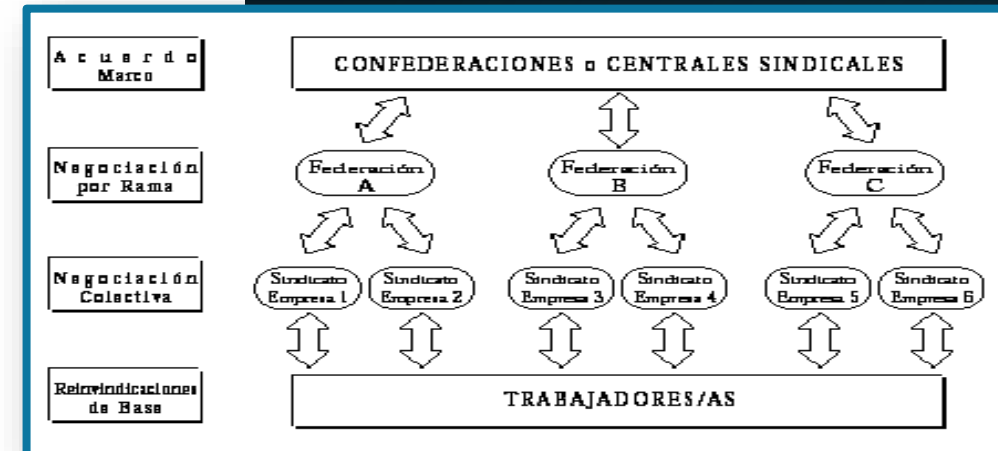 Acuerdo
Marco
CONFEDERACIONES o CENTRALES SINDICALES
Negociación
por Rama
Federación
A
Federación
B
Federación
C
Negociación
Colectiva
Sindicato
Empresa 1
Sindicato
Empresa 2
Sindicato
Empresa 3
Sindicato
Empresa 4
Sindicato
Empresa 5
Sindicato
Empresa 6
Reinvindicaciones
de Base
TRABAJADORES/AS